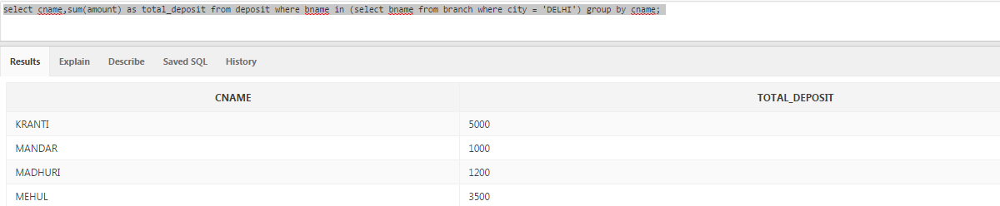 select cname,sum(amount) as total_deposit from deposit where bname in (select bname from branch where city = 'DELHI') group by cname;
Results Explain Describe Saved SQL History
CNAME TOTAL_DEPOSIT
KRANTI 5000
MANDAR 1000
MADHURI 1200
MEHUL 3500